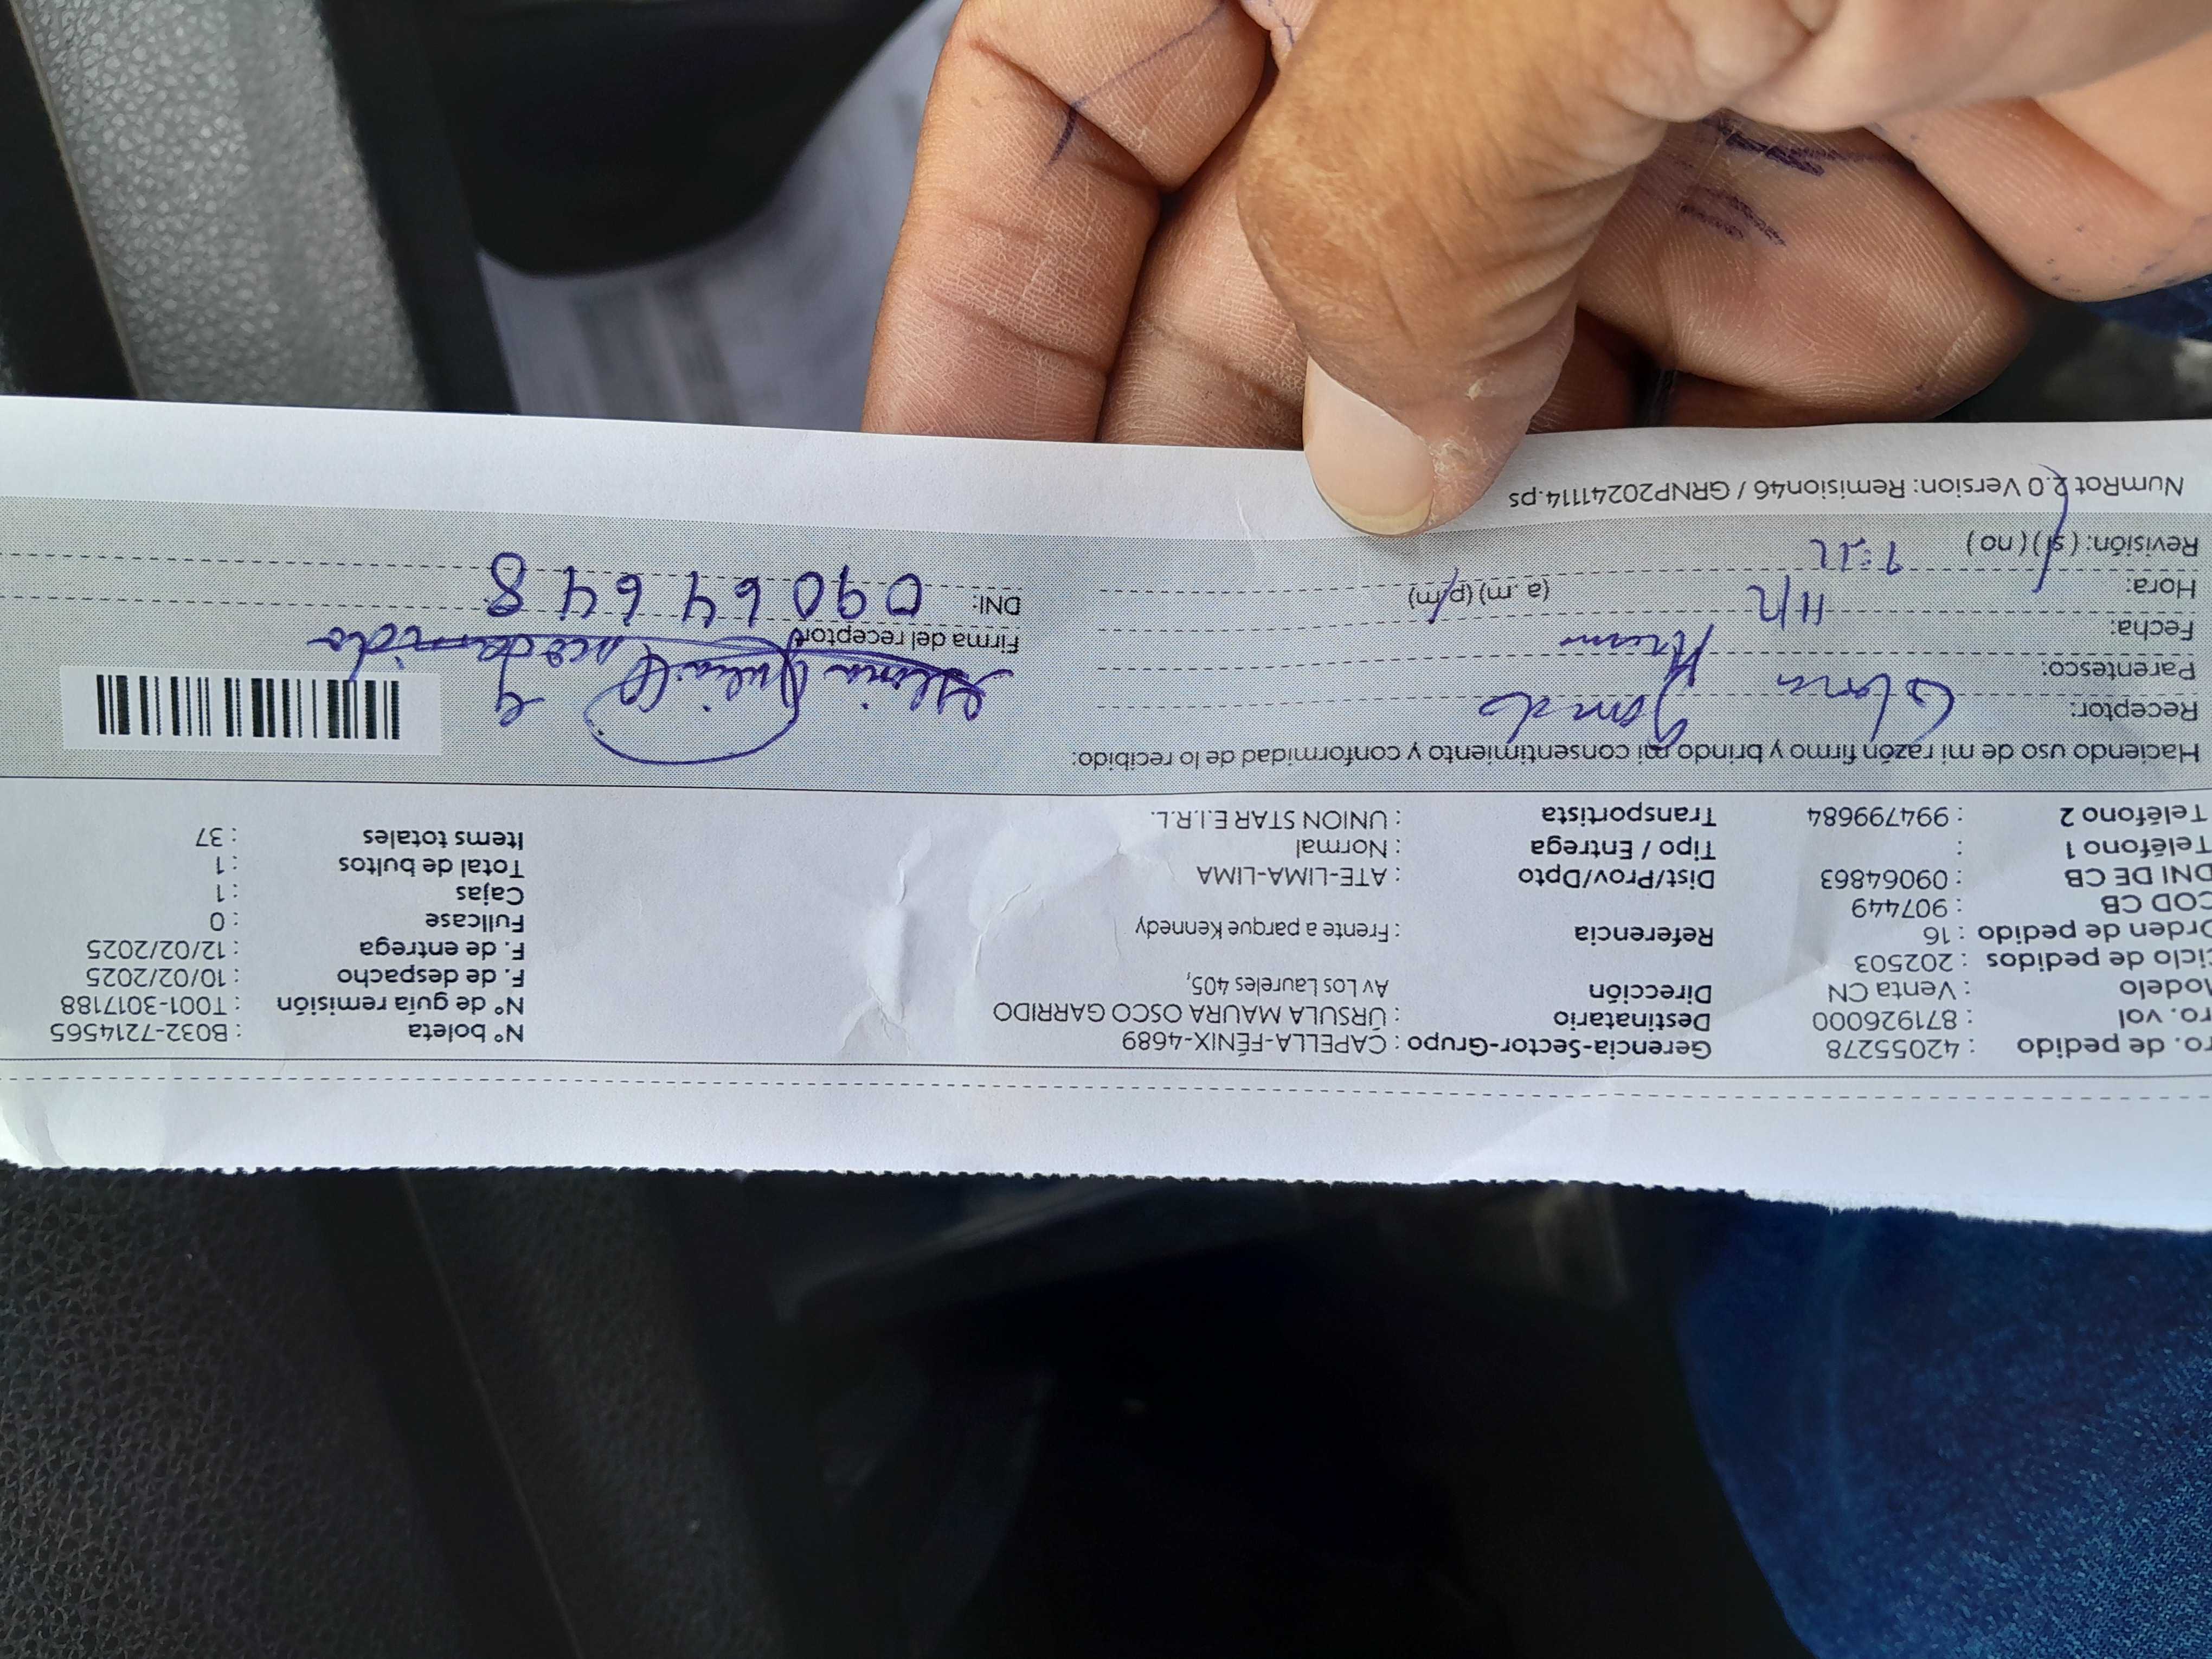 ro. de pedido : 42055278 Gerencia-Sector-Grupo : CAPELLA-FÉNIX-4689 N° boleta : B032-7214565
ro. vol : 871926000 Destinatario : ÚRSULA MAURA OSCO GARRIDO N° de guía remisión : T001-3017188
Modelo : Venta CN Dirección Av Los Laureles 405, F. de despacho : 10/02/2025
Ciclo de pedidos : 202503 F. de entrega : 12/02/2025
Orden de pedido : 16 Referencia : Frente a parque Kennedy Fullcase : 0
COD CB : 907449 Cajas : 1
DNI DE CB : 09064863 Dist/Prov/Dpto : ATE-LIMA-LIMA Total de bultos : 1
Teléfono 1 : Tipo / Entrega : Normal Items totales : 37
Teléfono 2 : 994799684 Transportista : UNION STAR E.I.R.L.
Haciendo uso de mi razón firmo y brindo mi consentimiento y conformidad de lo recibido:
Receptor: Gloria
Parentesco:
Fecha: Firma del receptor
Hora: (a.m) (p/m) DNI: 09064648
Revisión: (si) (no)
NumRot 2.0 Version: Remision46 / GRNP20241114.ps